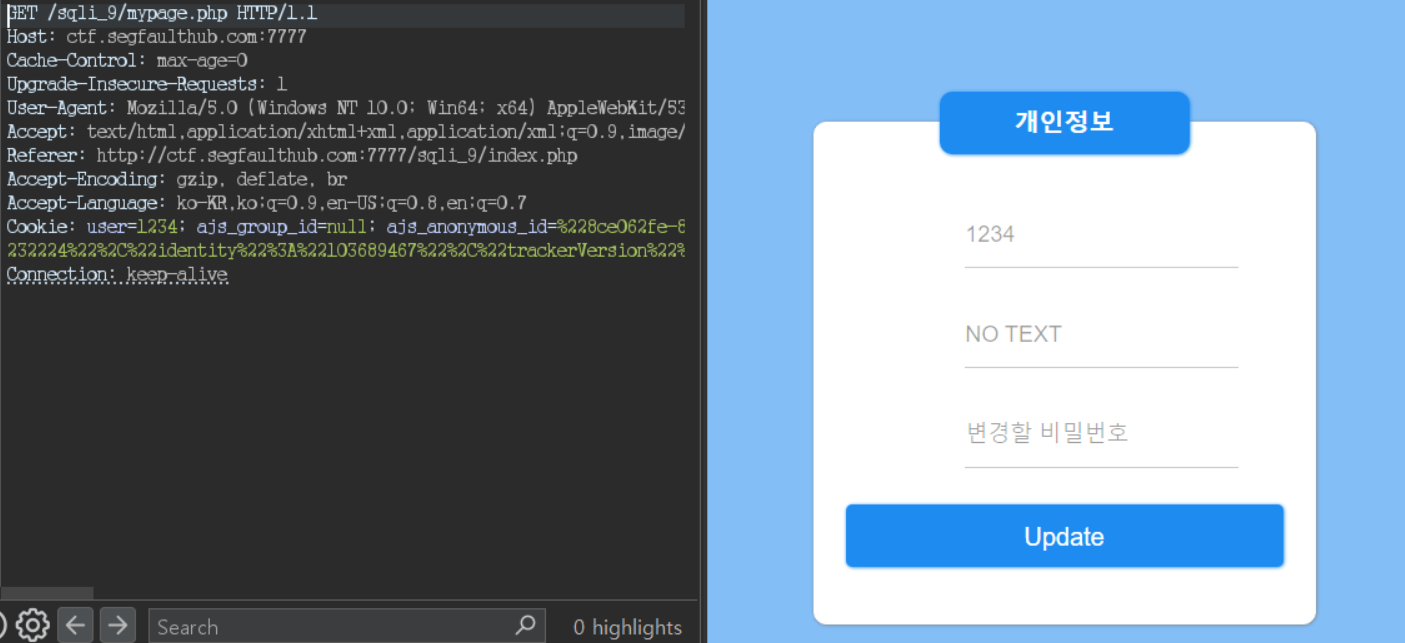 GET /sqli_9/mypage.php HTTP/1.1
Host: ctf.segfaulthub.com:7777
Cache-Control: max-age=0
Upgrade-Insecure-Requests: 1
User-Agent: Mozilla/5.0 (Windows NT 10.0; Win64; x64) AppleWebKit/53
Accept: text/html,application/xhtml+xml,application/xml;q=0.9,image/
Referer: http://ctf.segfaulthub.com:7777/sqli_9/index.php
Accept-Encoding: gzip, deflate, br
Accept-Language: ko-KR,ko;q=0.9,en-US;q=0.8,en;q=0.7
Cookie: user=1234; ajs_group_id=null; ajs_anonymous_id=%228ce062fe-8
232224%22%2C%22identity%22%3A%22103689467%22%2C%22trackerVersion%22%
Connection: keep-alive
Search
0 highlights
개인정보
1234
NO TEXT
변경할 비밀번호
Update